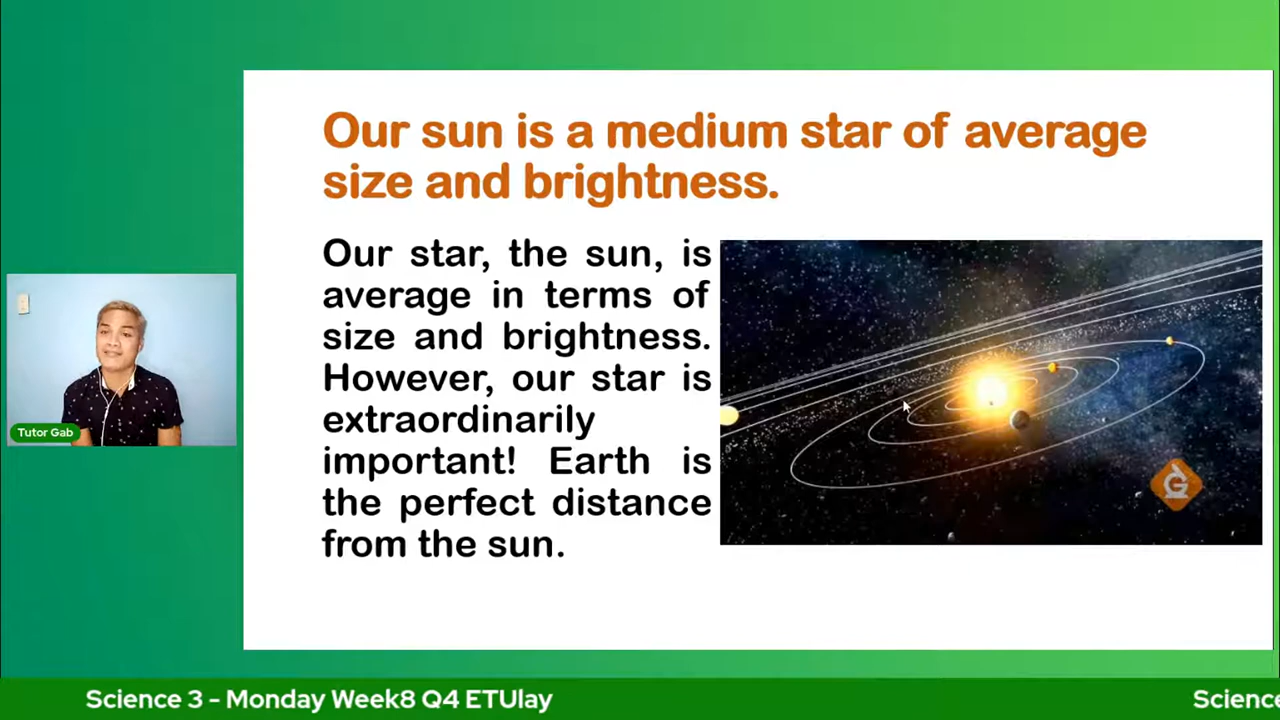 Our sun is a medium star of average
size and brightness.
Our star, the sun, is
average in terms of
size and brightness.
However, our star is
extraordinarily
important! Earth is
the perfect distance
from the sun.
Tutor Gab
Science 3 - Monday Week8 Q4 ETUlay
Science